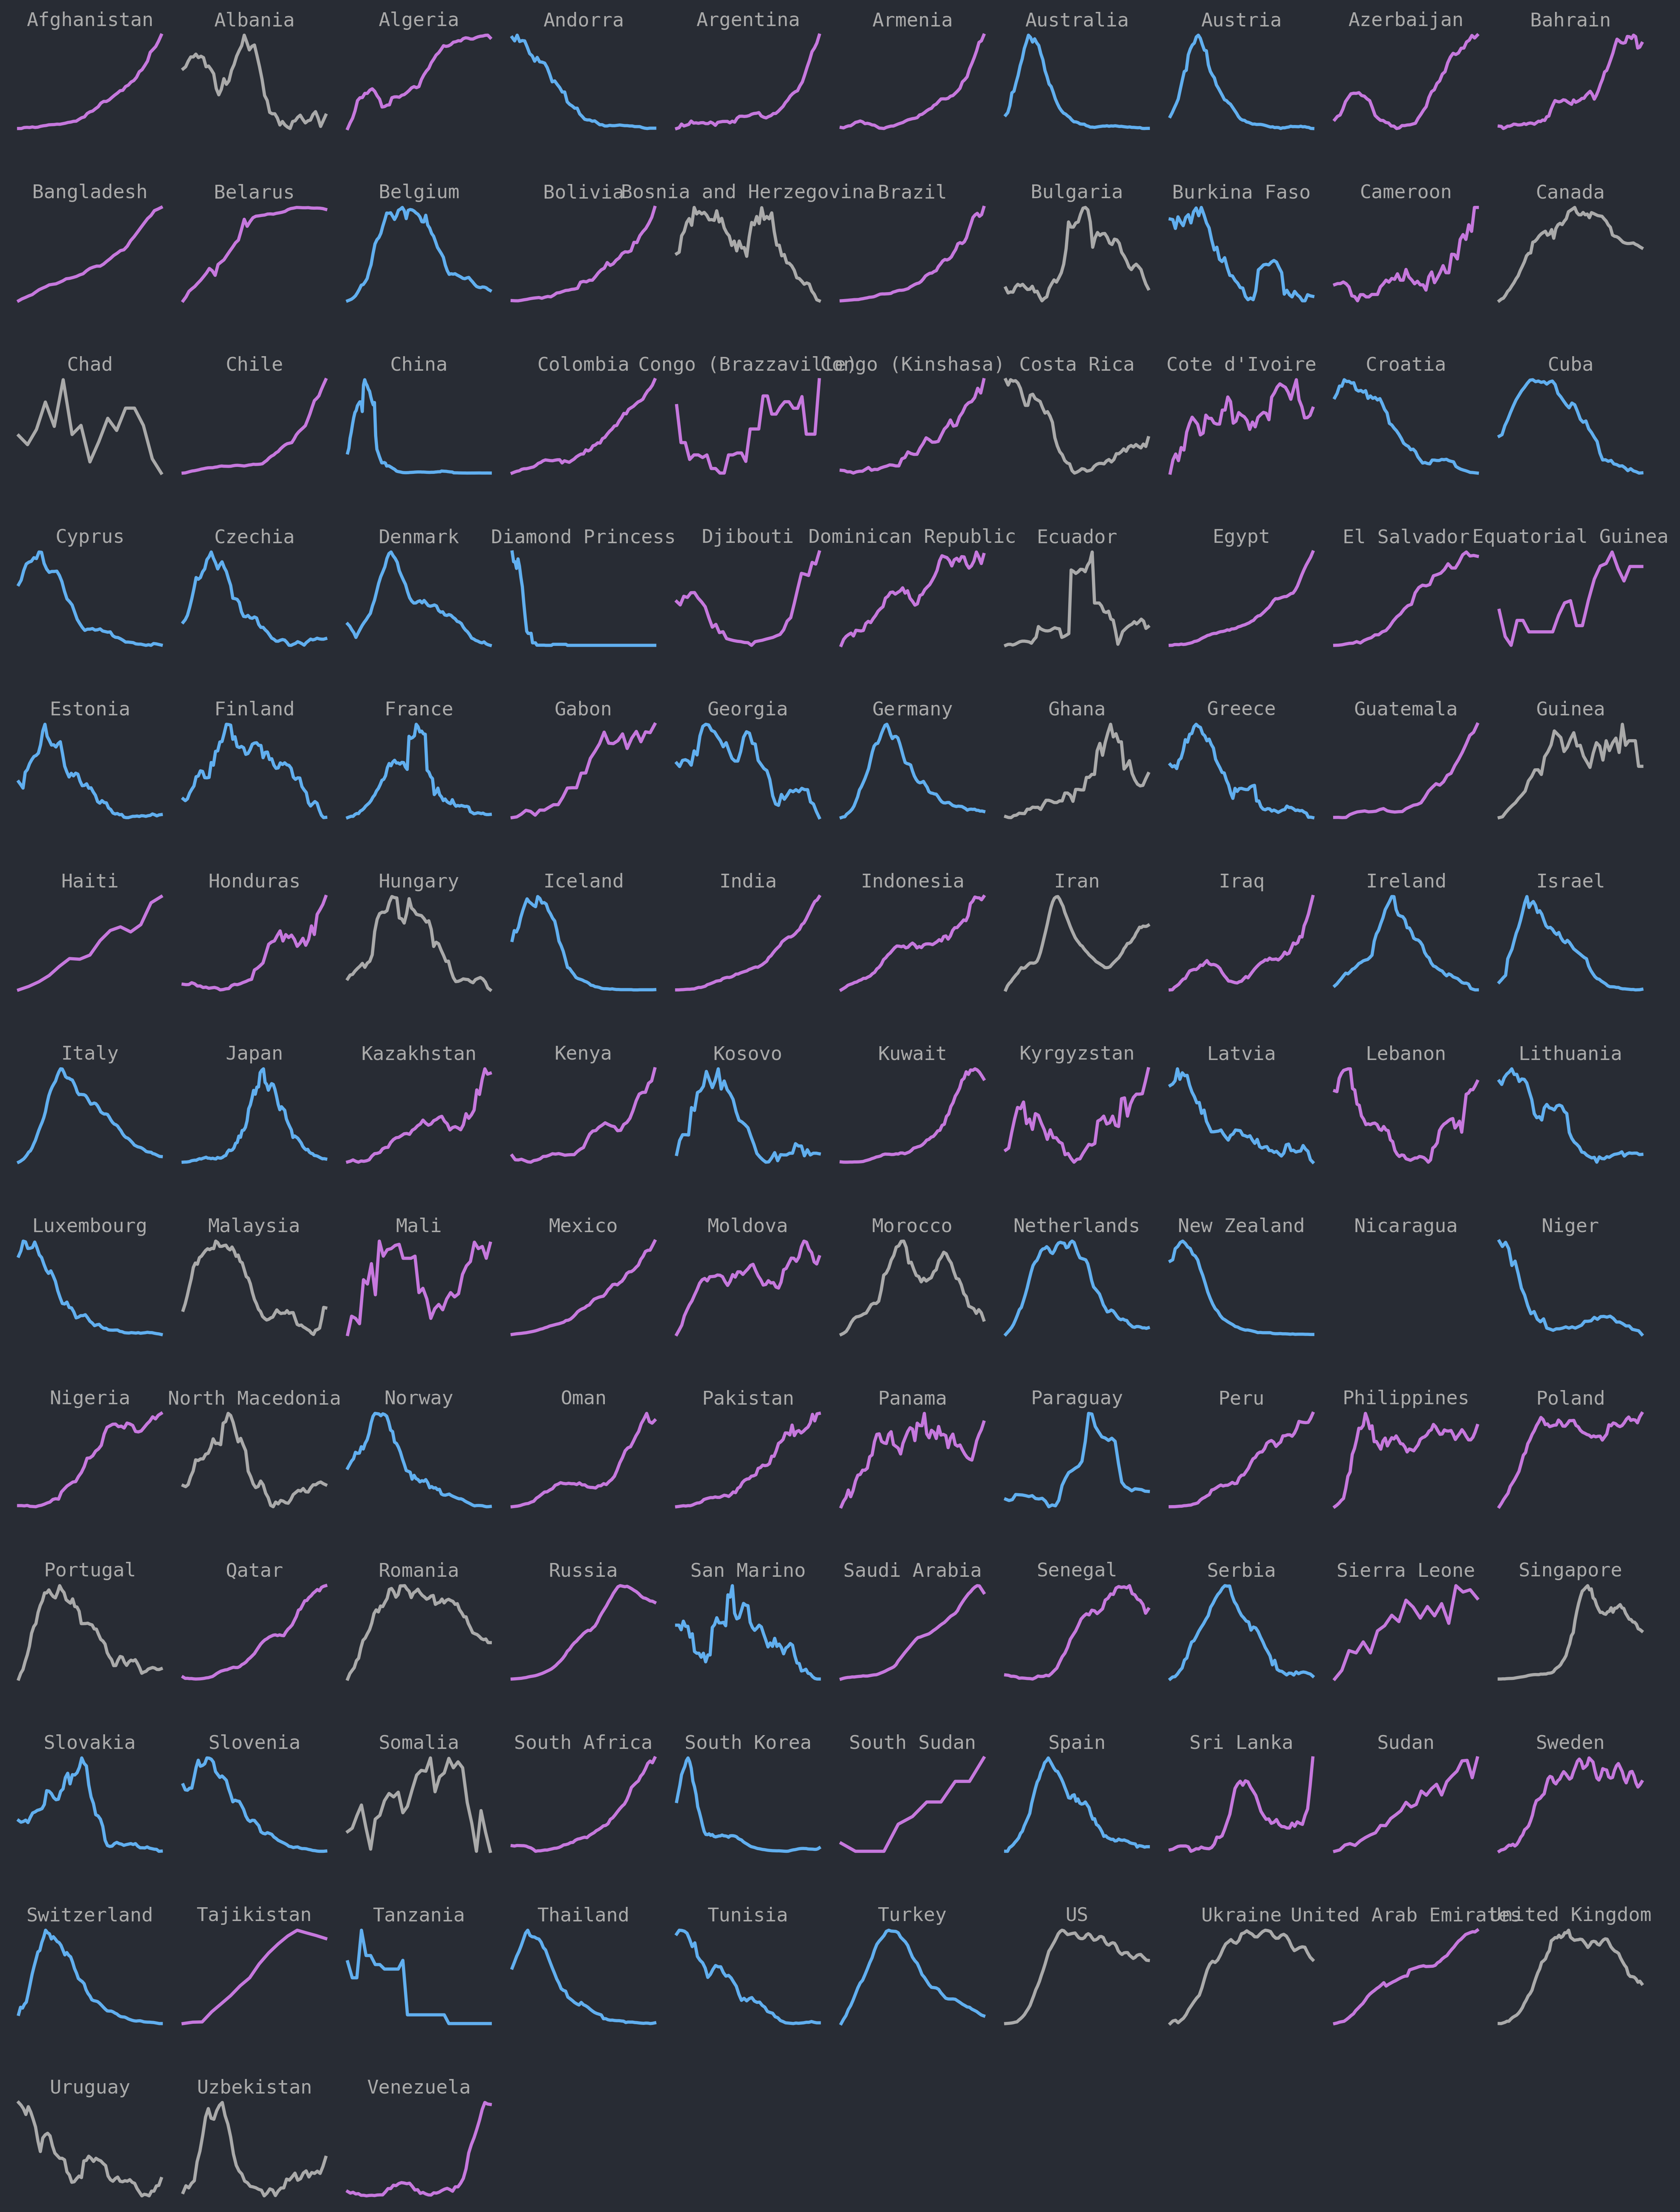 Afghanistan Albania Algeria Andorra Argentina Armenia Australia Austria Azerbaijan Bahrain
Bangladesh Belarus Belgium Bolivia Bosnia and Herzegovina Brazil Bulgaria Burkina Faso Cameroon Canada
Chad Chile China Colombia Congo (Brazzaville) Congo (Kinshasa) Costa Rica Cote d'Ivoire Croatia Cuba
Cyprus Czechia Denmark Diamond Princess Djibouti Dominican Republic Ecuador Egypt El Salvador Equatorial Guinea
Estonia Finland France Gabon Georgia Germany Ghana Greece Guatemala Guinea
Haiti Honduras Hungary Iceland India Indonesia Iran Iraq Ireland Israel
Italy Japan Kazakhstan Kenya Kosovo Kuwait Kyrgyzstan Latvia Lebanon Lithuania
Luxembourg Malaysia Mali Mexico Moldova Morocco Netherlands New Zealand Nicaragua Niger
Nigeria North Macedonia Norway Oman Pakistan Panama Paraguay Peru Philippines Poland
Portugal Qatar Romania Russia San Marino Saudi Arabia Senegal Serbia Sierra Leone Singapore
Slovakia Slovenia Somalia South Africa South Korea South Sudan Spain Sri Lanka Sudan Sweden
Switzerland Tajikistan Tanzania Thailand Tunisia Turkey US Ukraine United Arab Emirates United Kingdom
Uruguay Uzbekistan Venezuela